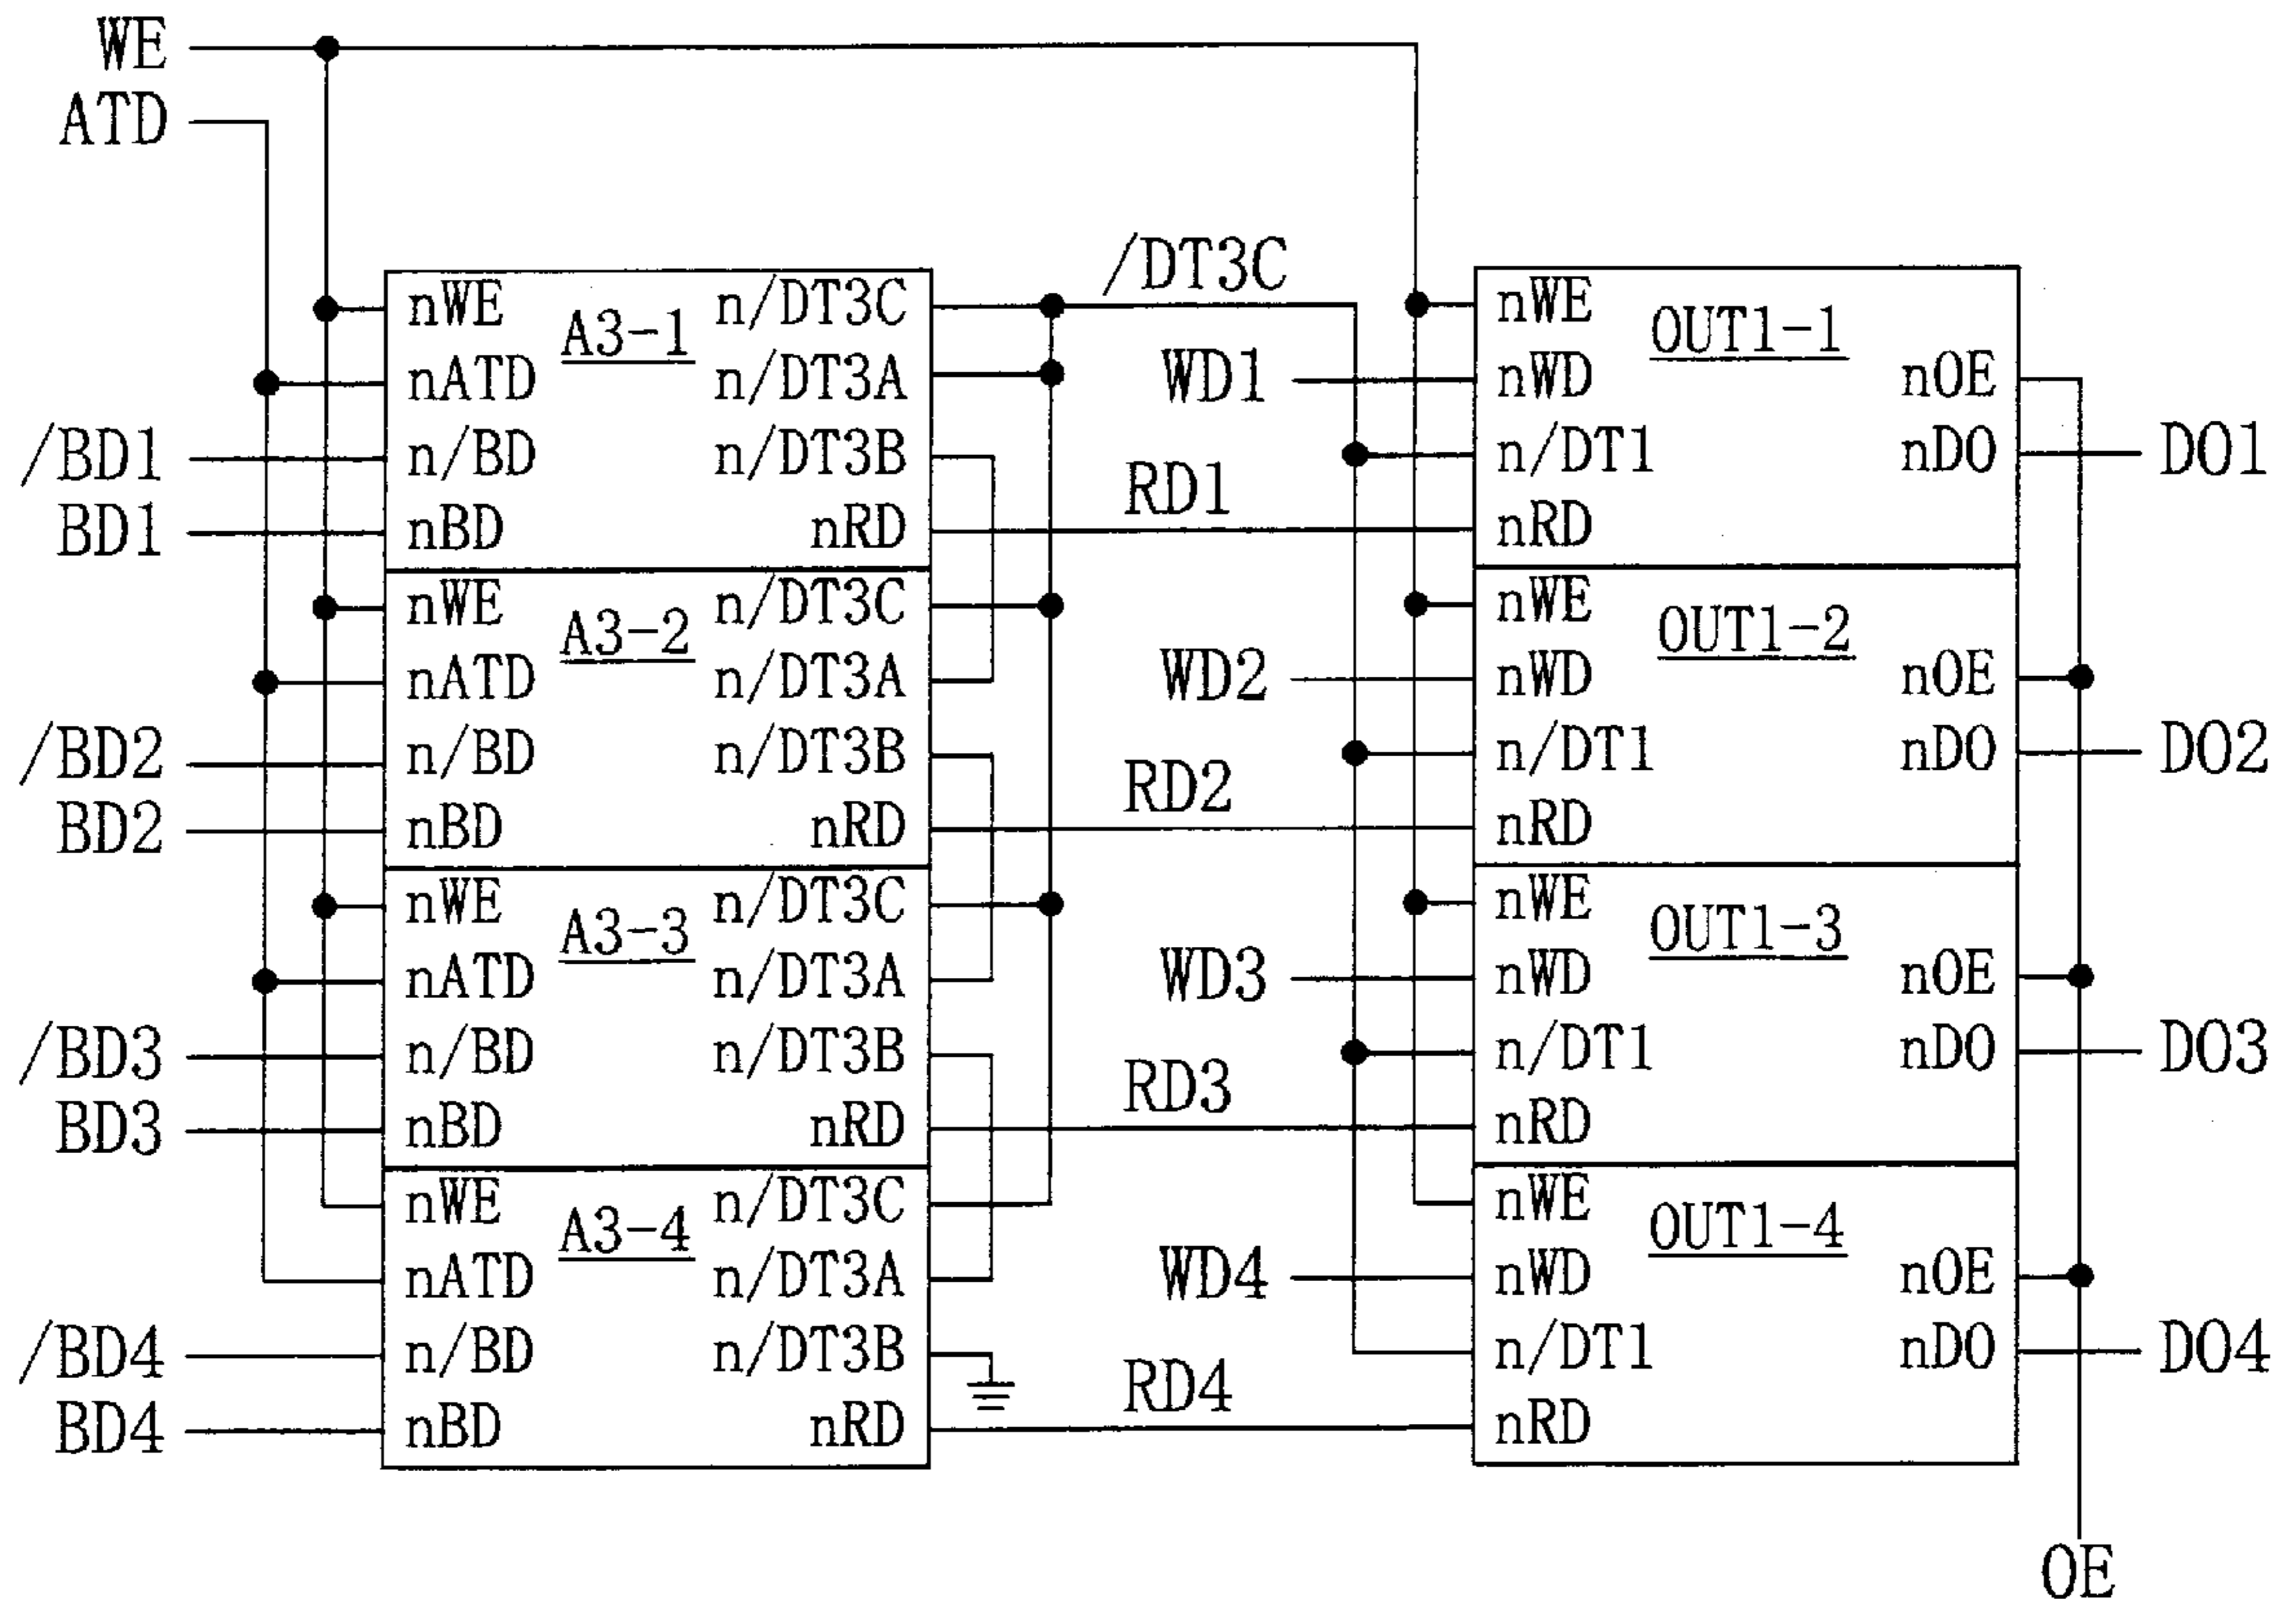 WE
ATD
/DT3C
nWE
nATD
n/BD
nBD
A3-1
n/DT3C
n/DT3A
n/DT3B
nRD
/BD1
BD1
WD1
RD1
nWE
nWD
n/DT1
nRD
OUT1-1
nOE
nDO
DO1
nWE
nATD
n/BD
nBD
A3-2
n/DT3C
n/DT3A
n/DT3B
nRD
/BD2
BD2
WD2
RD2
nWE
nWD
n/DT1
nRD
OUT1-2
nOE
nDO
DO2
nWE
nATD
n/BD
nBD
A3-3
n/DT3C
n/DT3A
n/DT3B
nRD
/BD3
BD3
WD3
RD3
nWE
nWD
n/DT1
nRD
OUT1-3
nOE
nDO
DO3
nWE
nATD
n/BD
nBD
A3-4
n/DT3C
n/DT3A
n/DT3B
nRD
/BD4
BD4
WD4
RD4
nWE
nWD
n/DT1
nRD
OUT1-4
nOE
nDO
DO4
OE